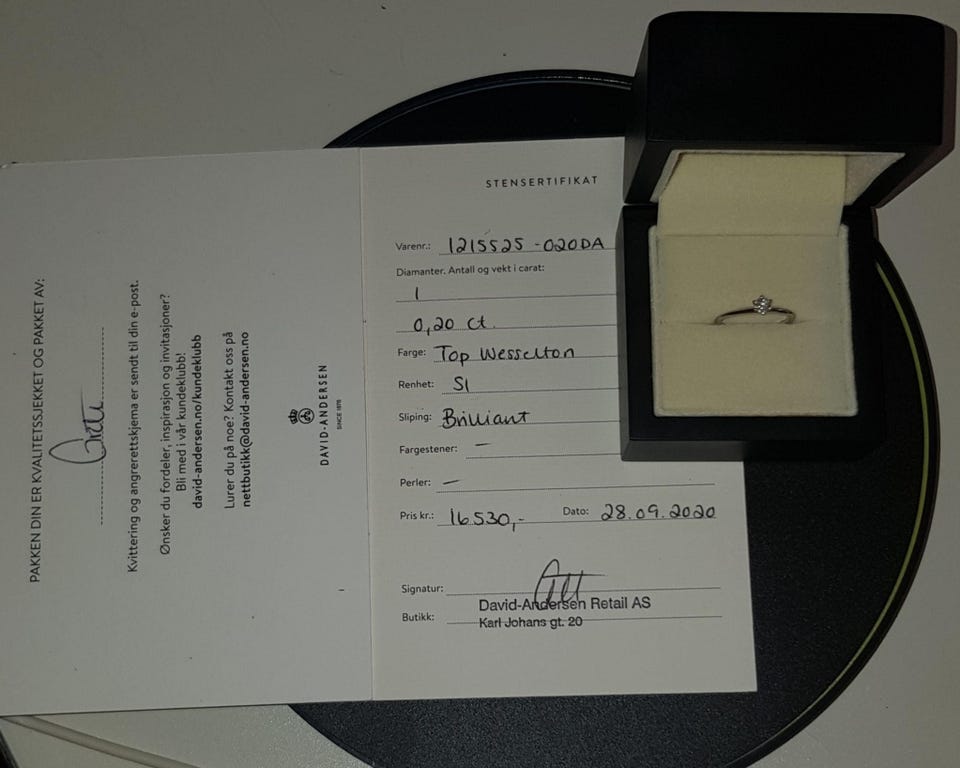 PAKKEN DIN ER KVALITETSSJEKKET OG PAKKET AV:
Kvittering og angrerettskjema er sendt til din e-post.
Ønsker du fordeler, inspirasjon og invitasjoner?
Bli med i vår kundeklubb!
david-andersen.no/kundeklubb
Lurer du på noe? Kontakt oss på
nettbutikk@david-andersen.no
DAVID-ANDERSEN
SINCE 1876
STENSERTIFIKAT
Varenr.: 1215525-020DA
Diamanter. Antall og vekt i carat:
1
0,20 ct.
Farge: Top Wesselton
Renhet: SI
Sliping: Brilliant
Fargestener: —
Perler: —
Pris kr.: 16530,- Dato: 28.09.2020
Signatur:
Butikk: David-Andersen Retail AS
Karl Johans gt. 20